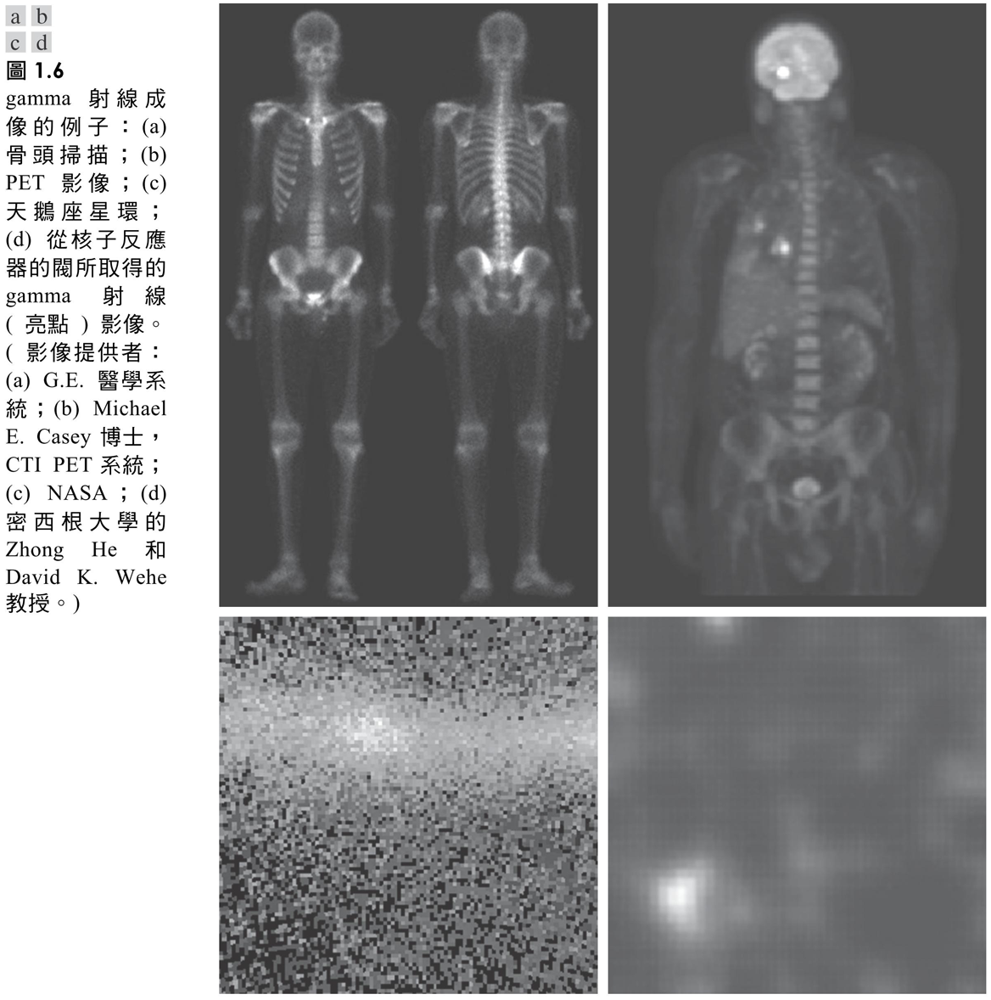 a b
c d
圖 1.6
gamma 射線成
像的例子：(a)
骨頭掃描；(b)
PET 影像；(c)
天鵝座星環；
(d) 從核子反應
器的閥所取得的
gamma 射線
( 亮點 ) 影像。
( 影像提供者：
(a) G.E. 醫學系
統；(b) Michael
E. Casey 博士，
CTI PET 系統；
(c) NASA；(d)
密西根大學的
Zhong He 和
David K. Wehe
教授。)